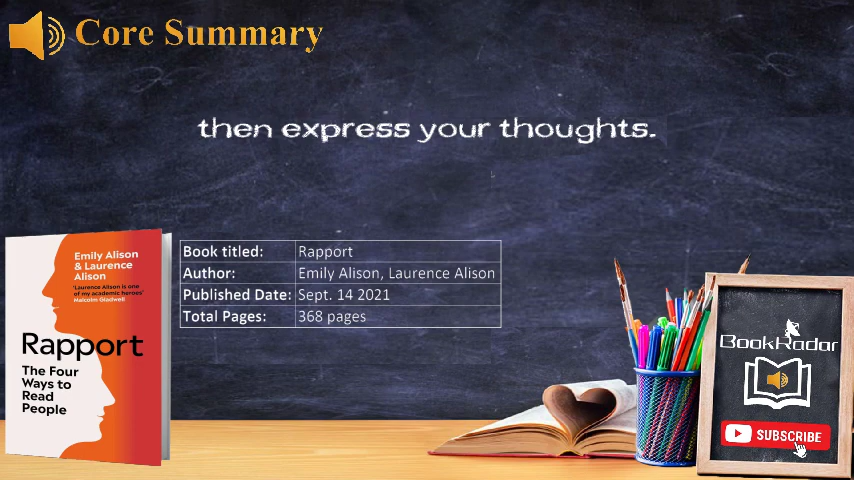 Core Summary
then express your thoughts.
Emily Alison
& Laurence
Alison
'Laurence Alison is one
of my academic heroes'
Malcolm Gladwell
Rapport
The Four
Ways to
Read
People
Book titled: Rapport
Author: Emily Alison, Laurence Alison
Published Date: Sept. 14 2021
Total Pages: 368 pages
BookRadar
SUBSCRIBE